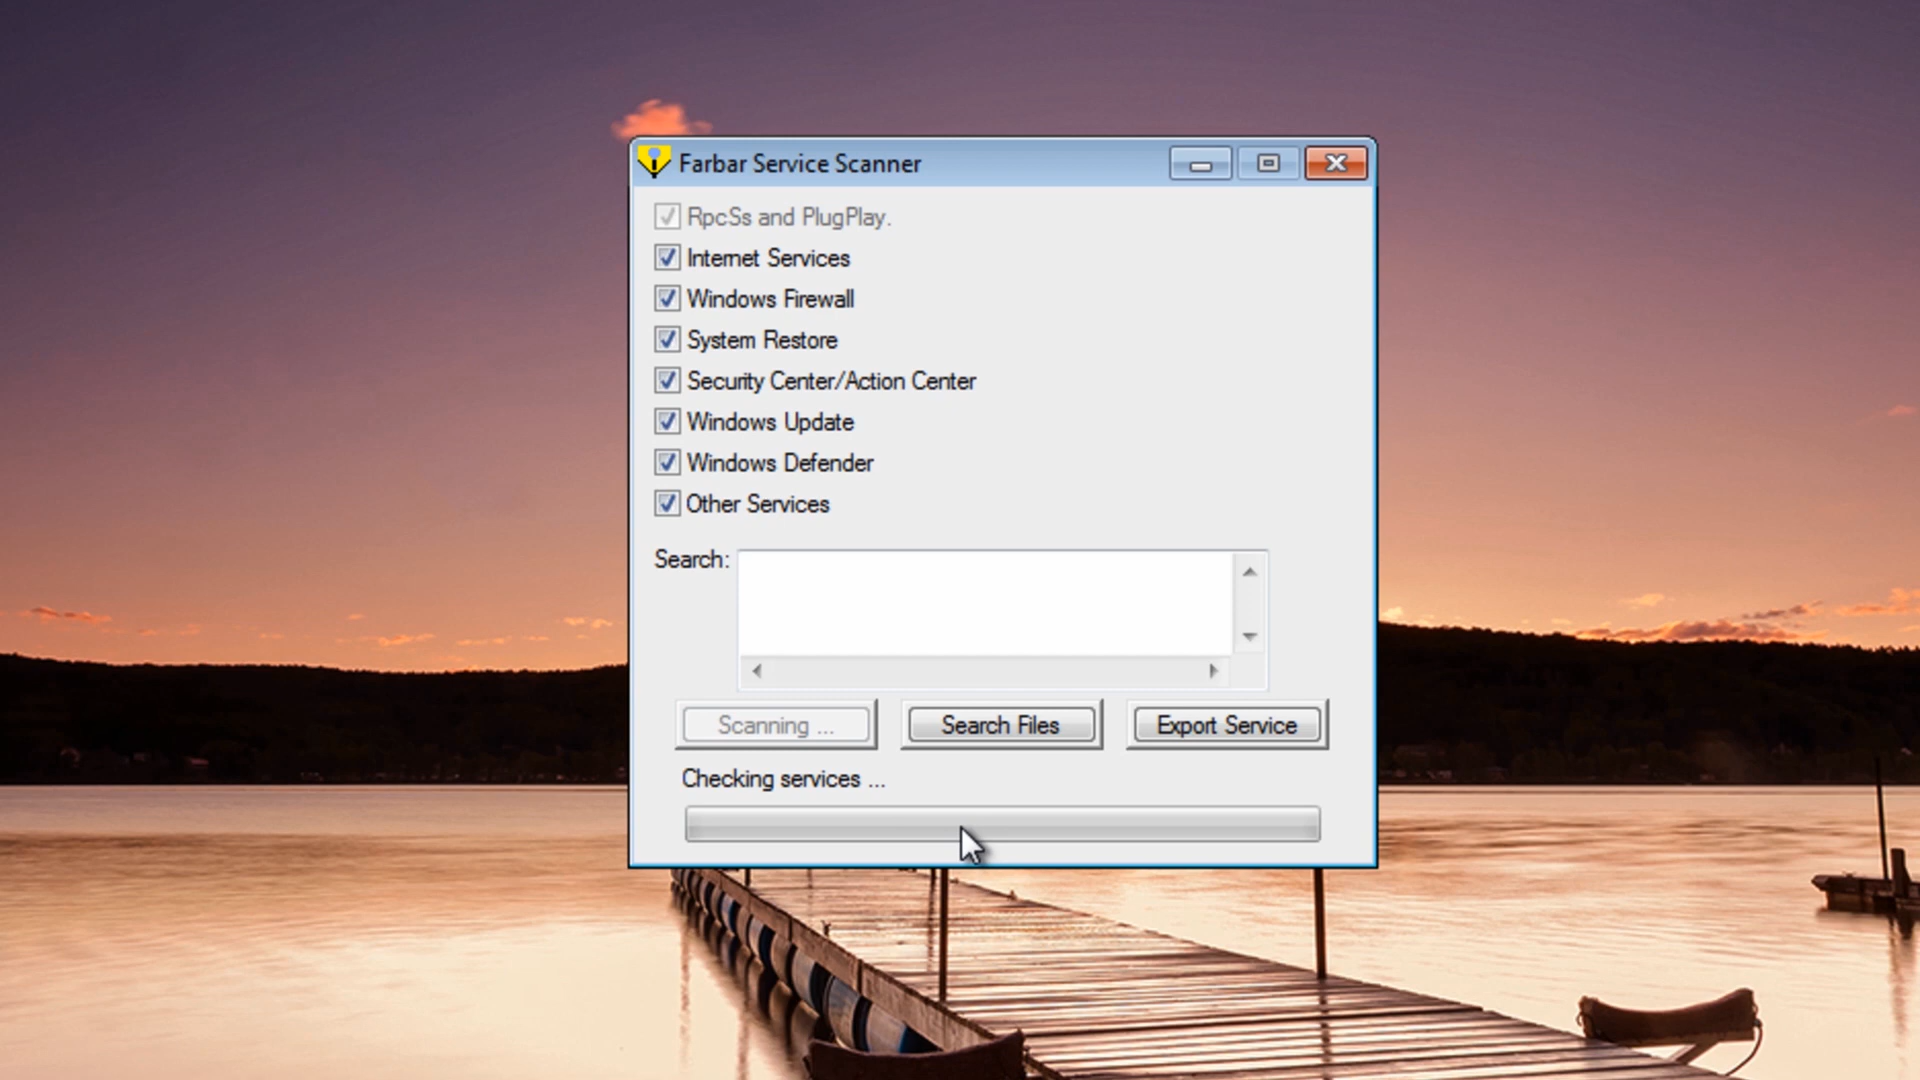 Farbar Service Scanner
RpcSs and PlugPlay.
Internet Services
Windows Firewall
System Restore
Security Center/Action Center
Windows Update
Windows Defender
Other Services
Search:
Scanning ...
Search Files
Export Service
Checking services ...